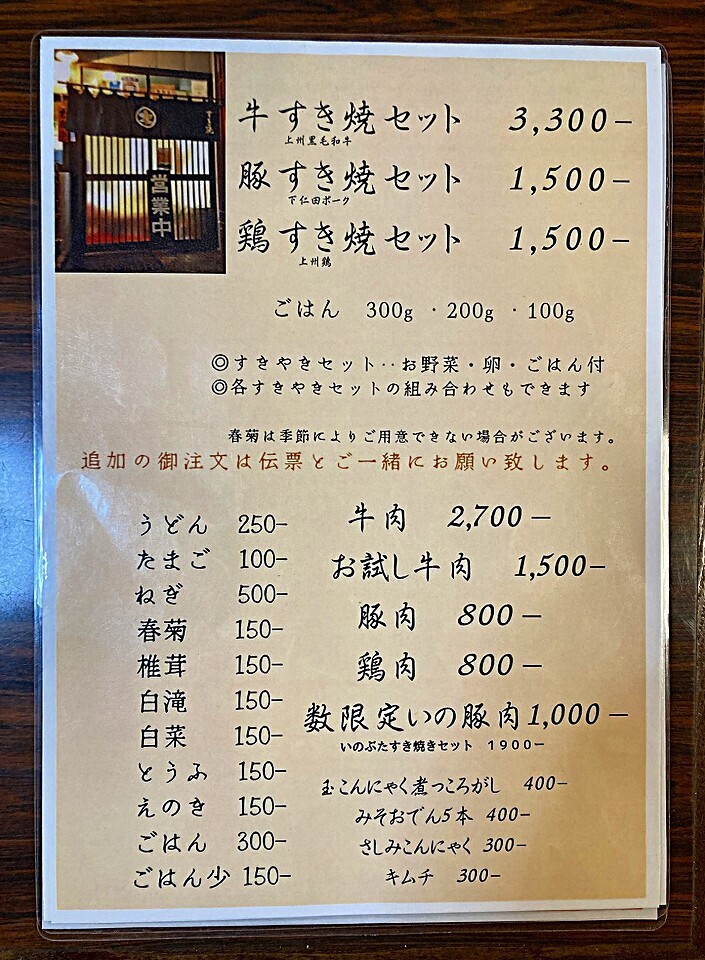 営業中
牛すき焼セット 3,300－
上州黒毛和牛
豚すき焼セット 1,500－
下仁田ポーク
鶏すき焼セット 1,500－
上州鶏
ごはん 300g ・200g ・100g
◎すきやきセット‥お野菜・卵・ごはん付
◎各すきやきセットの組み合わせもできます
春菊は季節によりご用意できない場合がございます。
追加の御注文は伝票とご一緒にお願い致します。
うどん 250－
たまご 100－
ねぎ 500－
春菊 150－
椎茸 150－
白滝 150－
白菜 150－
とうふ 150－
えのき 150－
ごはん 300－
ごはん少 150－
牛肉 2,700－
お試し牛肉 1,500－
豚肉 800－
鶏肉 800－
数限定いの豚肉 1,000－
いのぶたすき焼きセット 1900－
玉こんにゃく煮っころがし 400－
みそおでん5本 400－
さしみこんにゃく 300－
キムチ 300－